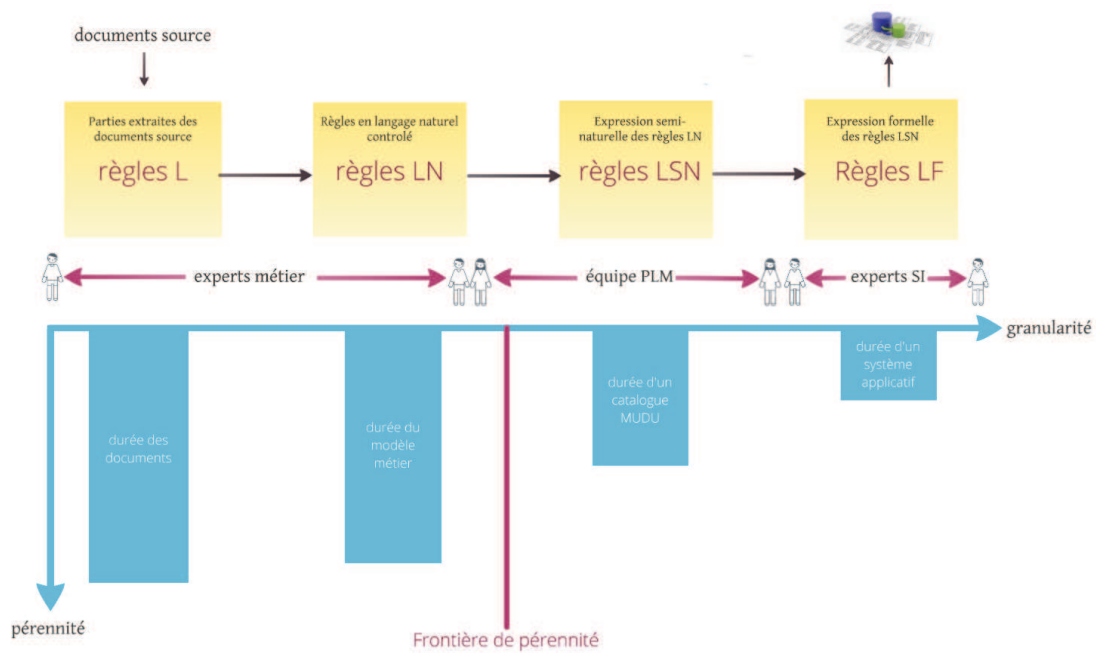 documents source
Parties extraites des
documents source
règles L
Règles en langage naturel
controlé
règles LN
Expression semi-
naturelle des règles LN
règles LSN
Expression formelle
des règles LSN
Règles LF
experts métier
équipe PLM
experts SI
granularité
durée des
documents
durée du
modèle
métier
durée d'un
catalogue
MUDU
durée d'un
système
applicatif
pérennité
Frontière de pérennité